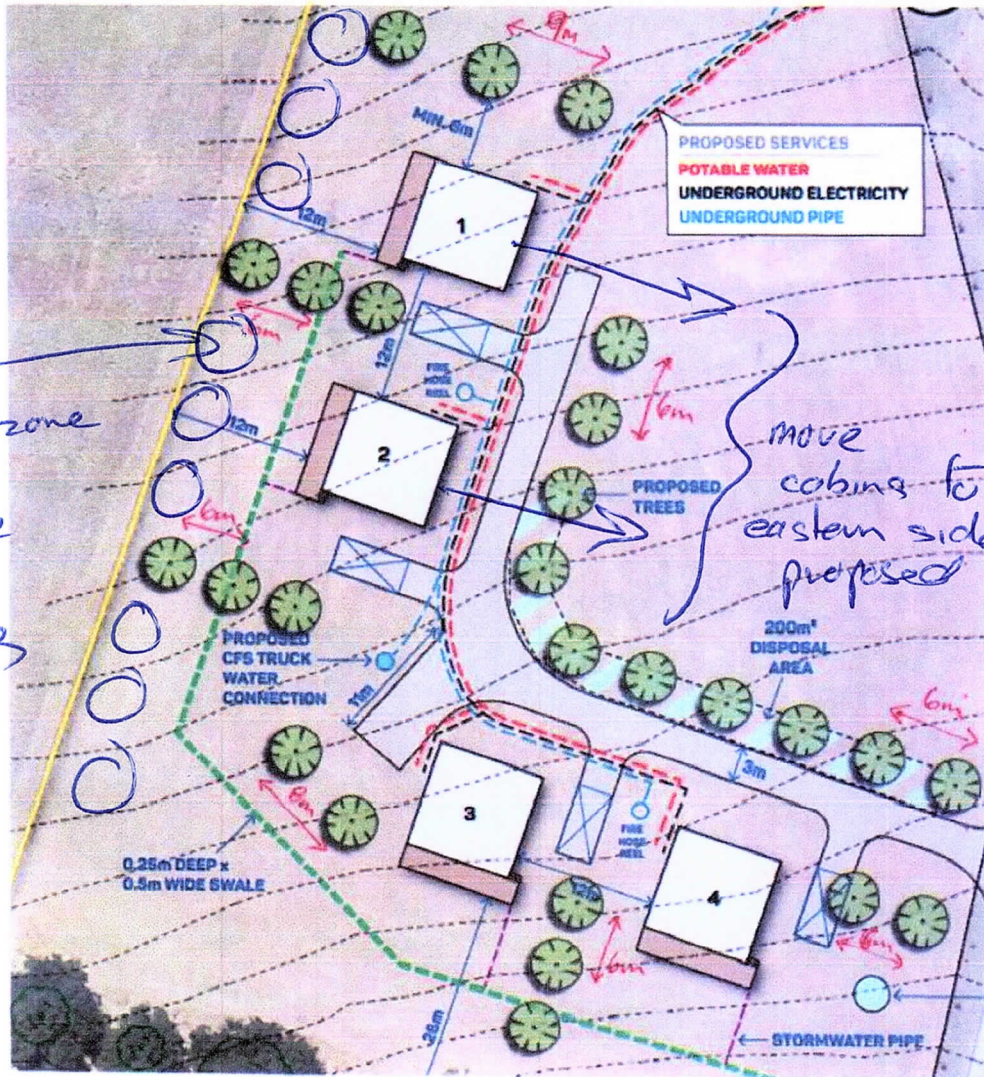 9m
MIN. 6m
PROPOSED SERVICES
POTABLE WATER
UNDERGROUND ELECTRICITY
UNDERGROUND PIPE
1
12m
12m
FIRE
HOSE
REEL
6m
zone
12m
2
PROPOSED
TREES
move
cabins to
eastern side
proposed
6m
PROPOSED
CFS TRUCK
WATER
CONNECTION
11m
200m²
DISPOSAL
AREA
6m
3m
3
8m
FIRE
HOSE
REEL
0.25m DEEP x
0.5m WIDE SWALE
12m
4
6m
6m
26m
STORMWATER PIPE